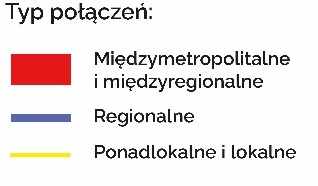 Typ połączeń:
Międzymetropolitalne
i międzyregionalne
Regionalne
Ponadlokalne i lokalne